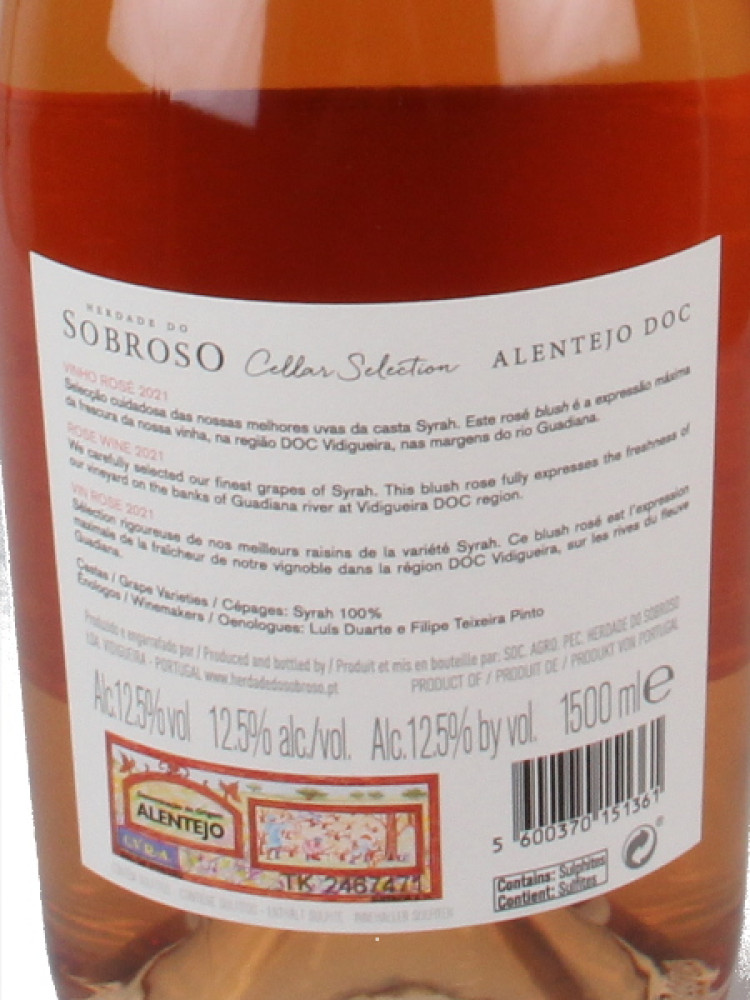 HERDADE DO
SOBROSO Cellar Selection ALENTEJO DOC
VINHO ROSÉ 2021
Selecção cuidadosa das nossas melhores uvas da casta Syrah. Este rosé blush é a expressão máxima
da frescura da nossa vinha, na região DOC Vidigueira, nas margens do rio Guadiana.
ROSE WINE 2021
We carefully selected our finest grapes of Syrah. This blush rose fully expresses the freshness of
our vineyard on the banks of Guadiana river at Vidigueira DOC region.
VIN ROSÉ 2021
Sélection rigoureuse de nos meilleurs raisins de la variété Syrah. Ce blush rosé est l'expression
maximale de la fraîcheur de notre vignoble dans la région DOC Vidigueira, sur les rives du fleuve
Guadiana.
Castas / Grape Varieties / Cépages: Syrah 100%
Enólogos / Winemakers / Oenologues: Luís Duarte e Filipe Teixeira Pinto
Produzido e engarrafado por / Produced and bottled by / Produit et mis en bouteille par: SOC. AGRO. PEC. HERDADE DO SOBROSO
LDA. VIDIGUEIRA - PORTUGAL www.herdadedosobroso.pt PRODUCT OF / PRODUIT DE / PRODUKT VON PORTUGAL
Alc.12.5%vol 12.5% alc./vol. Alc.12.5% by vol. 1500 ml e
Denominação de Origem
ALENTEJO
CVR-A
TK 2467471
5 600370 151361
Contains: Sulphites
Contient: Sulfites